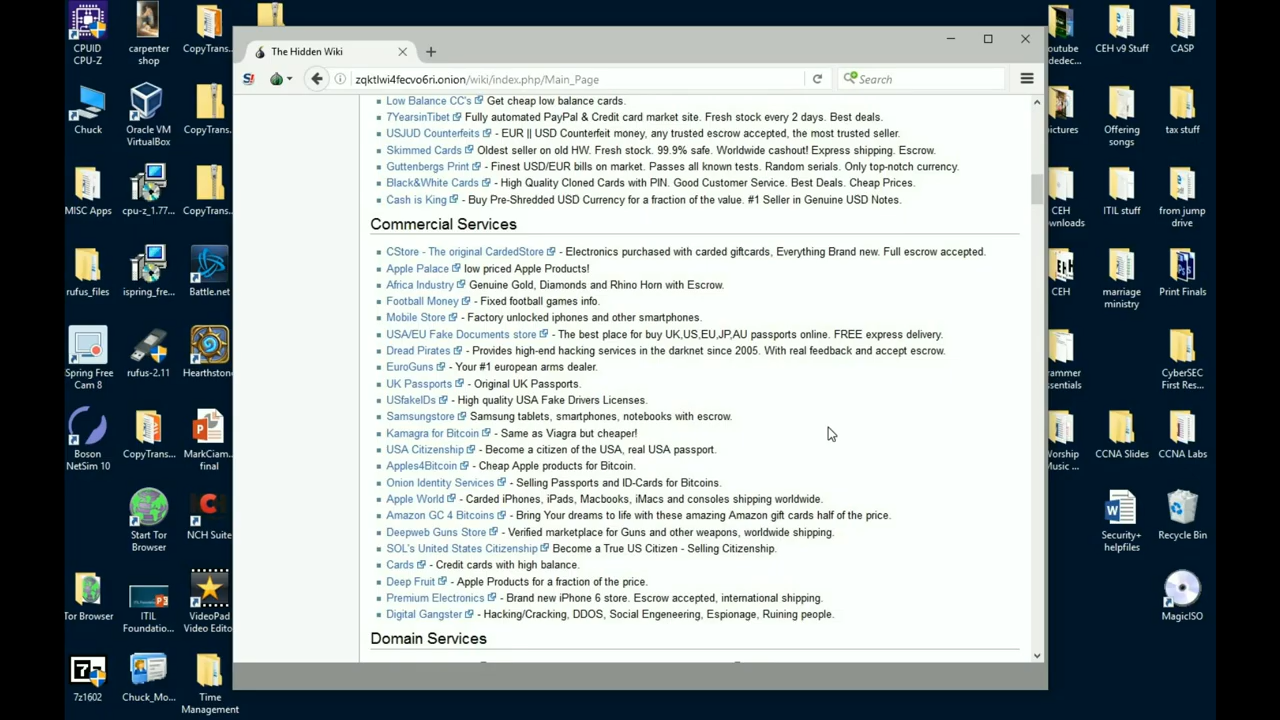 The Hidden Wiki
zqktlwi4fecvo6ri.onion/wiki/index.php/Main_Page
Search
Low Balance CC's Get cheap low balance cards.
7YearsinTibet Fully automated PayPal & Credit card market site. Fresh stock every 2 days. Best deals.
USJUD Counterfeits - EUR || USD Counterfeit money, any trusted escrow accepted, the most trusted seller.
Skimmed Cards Oldest seller on old HW. Fresh stock. 99.9% safe. Worldwide cashout! Express shipping. Escrow.
Guttenbergs Print - Finest USD/EUR bills on market. Passes all known tests. Random serials. Only top-notch currency.
Black&White Cards - High Quality Cloned Cards with PIN. Good Customer Service. Best Deals. Cheap Prices.
Cash is King - Buy Pre-Shredded USD Currency for a fraction of the value. #1 Seller in Genuine USD Notes.
Commercial Services
CStore - The original CardedStore - Electronics purchased with carded giftcards, Everything Brand new. Full escrow accepted.
Apple Palace low priced Apple Products!
Africa Industry Genuine Gold, Diamonds and Rhino Horn with Escrow.
Football Money - Fixed football games info.
Mobile Store - Factory unlocked iphones and other smartphones.
USA/EU Fake Documents store - The best place for buy UK,US,EU,JP,AU passports online. FREE express delivery.
Dread Pirates - Provides high-end hacking services in the darknet since 2005. With real feedback and accept escrow.
EuroGuns - Your #1 european arms dealer.
UK Passports - Original UK Passports.
USfakeIDs - High quality USA Fake Drivers Licenses.
Samsungstore Samsung tablets, smartphones, notebooks with escrow.
Kamagra for Bitcoin - Same as Viagra but cheaper!
USA Citizenship - Become a citizen of the USA, real USA passport.
Apples4Bitcoin - Cheap Apple products for Bitcoin.
Onion Identity Services - Selling Passports and ID-Cards for Bitcoins.
Apple World - Carded iPhones, iPads, Macbooks, iMacs and consoles shipping worldwide.
Amazon GC 4 Bitcoins - Bring Your dreams to life with these amazing Amazon gift cards half of the price.
Deepweb Guns Store - Verified marketplace for Guns and other weapons, worldwide shipping.
SOL's United States Citizenship Become a True US Citizen - Selling Citizenship.
Cards - Credit cards with high balance.
Deep Fruit - Apple Products for a fraction of the price.
Premium Electronics - Brand new iPhone 6 store. Escrow accepted, international shipping.
Digital Gangster - Hacking/Cracking, DDOS, Social Engeneering, Espionage, Ruining people.
Domain Services
CPUID
CPU-Z
carpenter
shop
CopyTrans
Chuck
Oracle VM
VirtualBox
CopyTrans..
MISC Apps
cpu-z_1.77...
CopyTrans..
rufus_files
ispring_fre...
Battle.net
Spring Free
Cam 8
rufus-2.11
Hearthstone
Boson
NetSim 10
CopyTrans...
MarkCiam...
final
Start Tor
Browser
NCH Suite
Tor Browser
ITIL
Foundatio...
VideoPad
Video Edito
7z1602
Chuck_Mo...
Time
Management
outube
dedec..
CEH v9 Stuff
CASP
pictures
Offering
songs
tax stuff
CEH
ownloads
ITIL stuff
from jump
drive
CEH
marriage
ministry
Print Finals
rammer
ssentials
CyberSEC
First Res...
Worship
Music ...
CCNA Slides
CCNA Labs
Security+
helpfiles
Recycle Bin
MagicISO